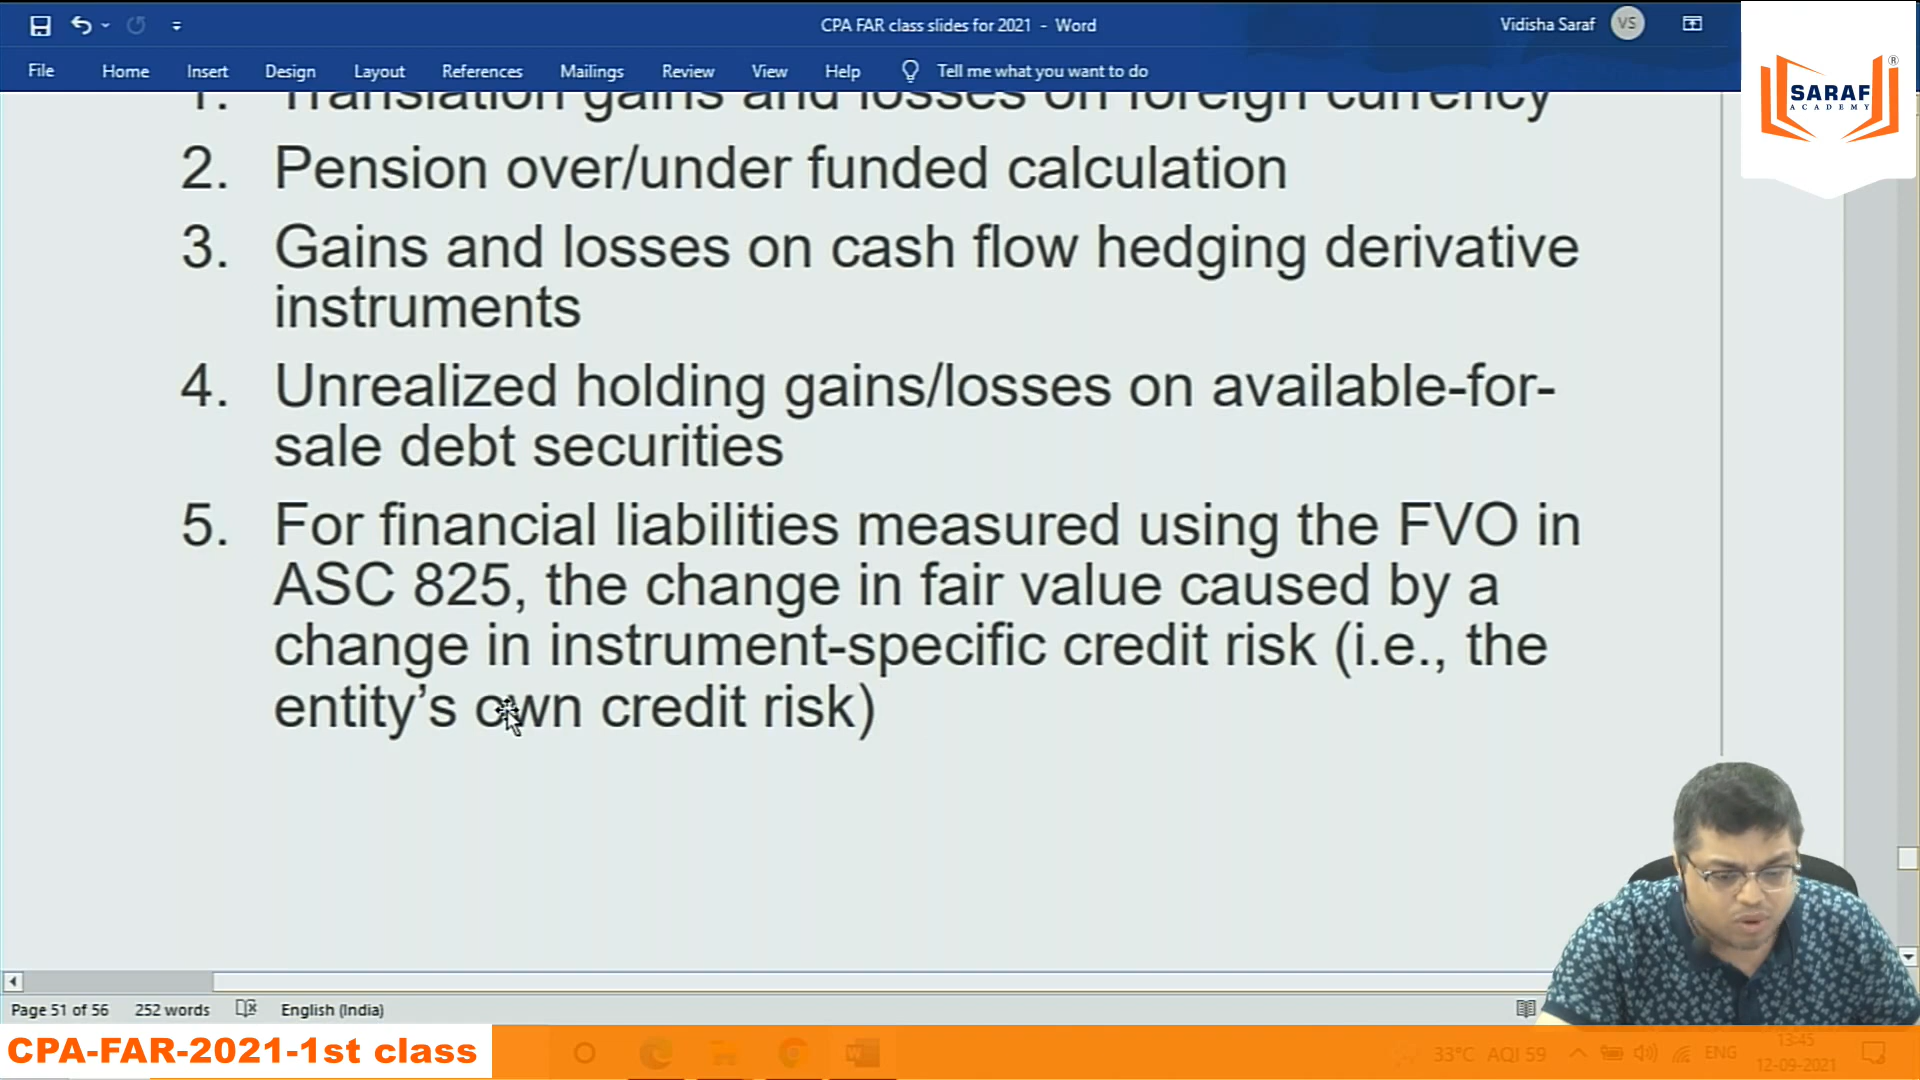 CPA FAR class slides for 2021 - Word
Vidisha Saraf
VS
File Home Insert Design Layout References Mailings Review View Help Tell me what you want to do
SARAF
ACADEMY
®
1. Translation gains and losses on foreign currency
2. Pension over/under funded calculation
3. Gains and losses on cash flow hedging derivative
instruments
4. Unrealized holding gains/losses on available-for-
sale debt securities
5. For financial liabilities measured using the FVO in
ASC 825, the change in fair value caused by a
change in instrument-specific credit risk (i.e., the
entity’s own credit risk)
Page 51 of 56 252 words English (India)
CPA-FAR-2021-1st class
33°C AQI 59 ENG
13:45
12-09-2021